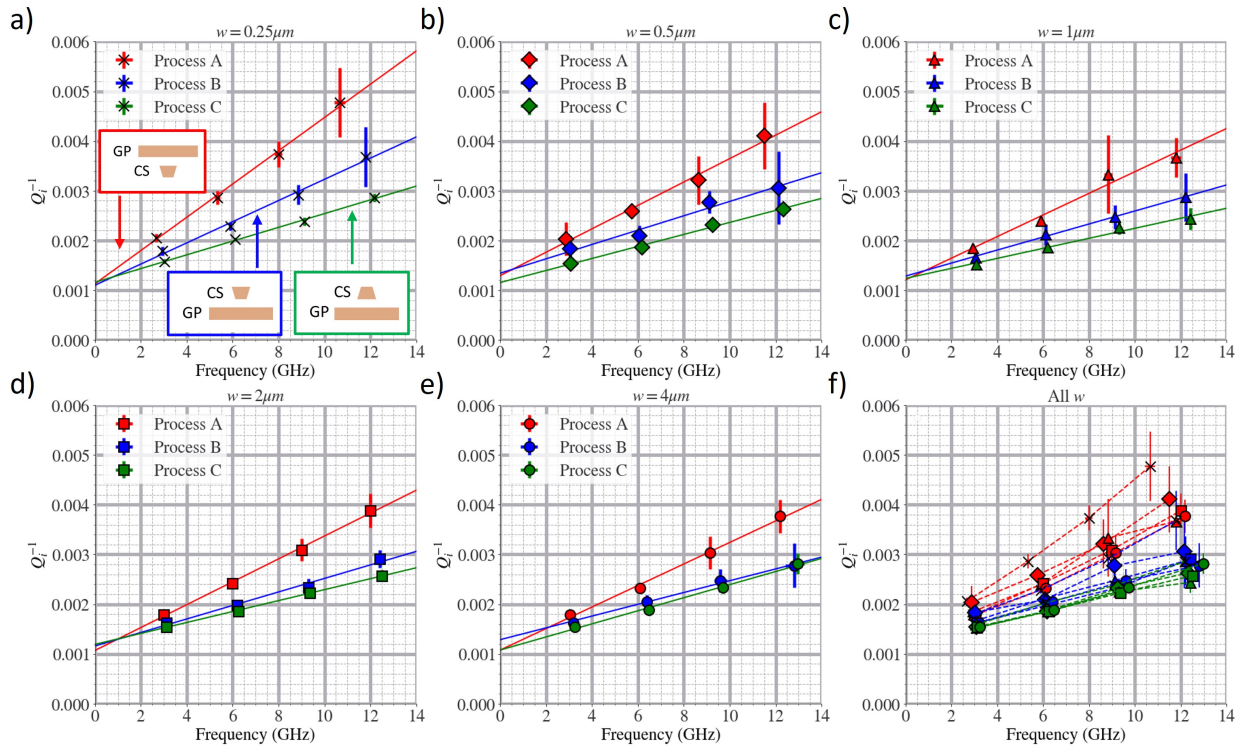 a)
w = 0.25μm
0.006
0.005
0.004
0.003
0.002
0.001
0.000
Qi⁻¹
Process A
Process B
Process C
GP
CS
CS
GP
CS
GP
0 2 4 6 8 10 12 14
Frequency (GHz)
b)
w = 0.5μm
0.006
0.005
0.004
0.003
0.002
0.001
0.000
Qi⁻¹
Process A
Process B
Process C
0 2 4 6 8 10 12 14
Frequency (GHz)
c)
w = 1μm
0.006
0.005
0.004
0.003
0.002
0.001
0.000
Qi⁻¹
Process A
Process B
Process C
0 2 4 6 8 10 12 14
Frequency (GHz)
d)
w = 2μm
0.006
0.005
0.004
0.003
0.002
0.001
0.000
Qi⁻¹
Process A
Process B
Process C
0 2 4 6 8 10 12 14
Frequency (GHz)
e)
w = 4μm
0.006
0.005
0.004
0.003
0.002
0.001
0.000
Qi⁻¹
Process A
Process B
Process C
0 2 4 6 8 10 12 14
Frequency (GHz)
f)
All w
0.006
0.005
0.004
0.003
0.002
0.001
0.000
Qi⁻¹
0 2 4 6 8 10 12 14
Frequency (GHz)